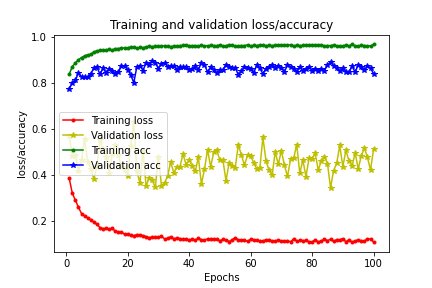 Training and validation loss/accuracy
1.0
0.8
0.6
0.4
0.2
loss/accuracy
Training loss
Validation loss
Training acc
Validation acc
0
20
40
60
80
100
Epochs